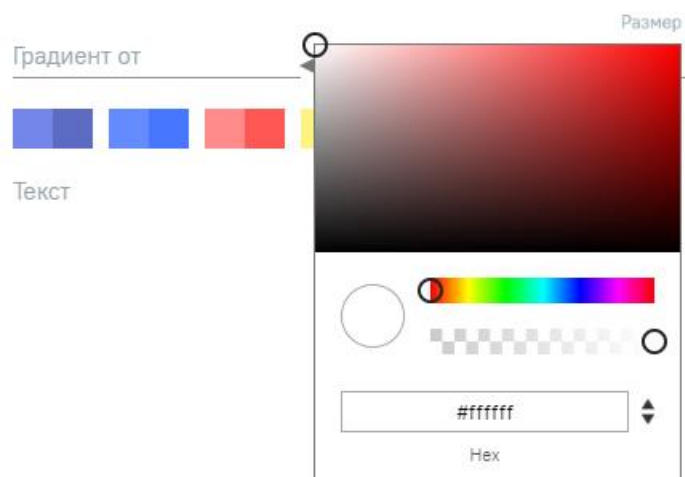 Размер
Градиент от
Текст
#ffffff
Hex